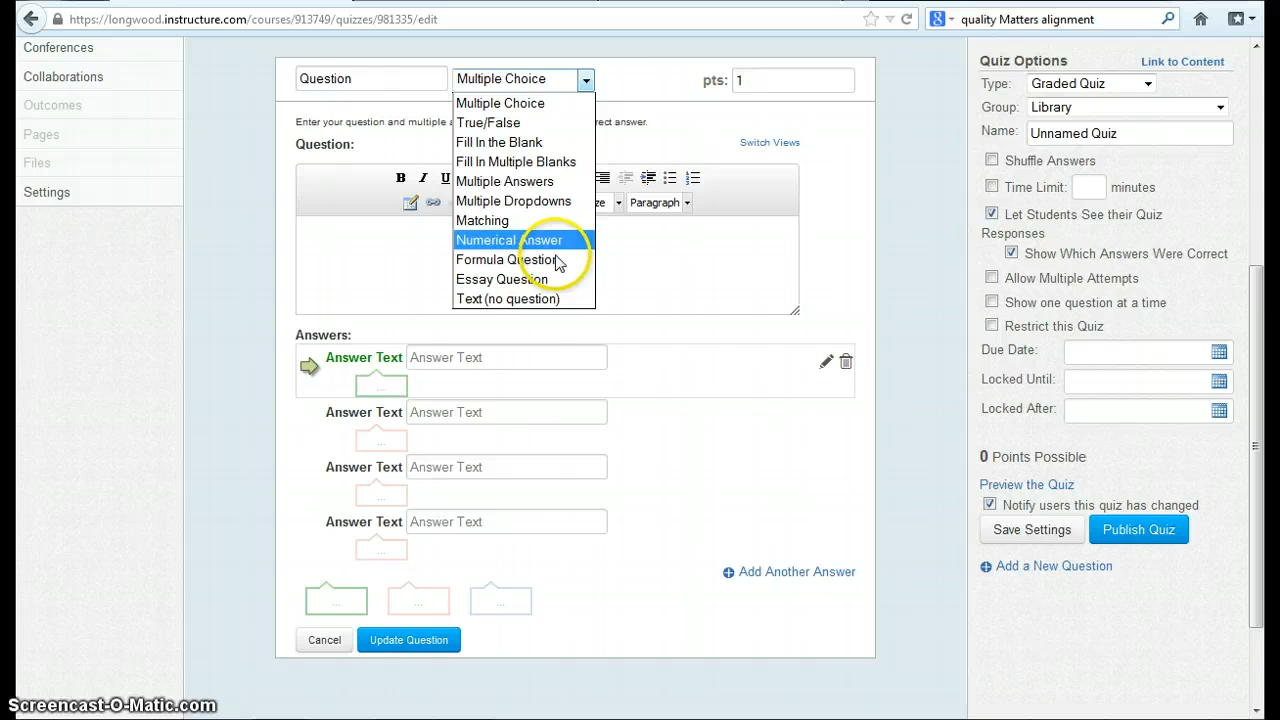 https://longwood.instructure.com/courses/913749/quizzes/981335/edit
quality Matters alignment
Conferences
Collaborations
Outcomes
Pages
Files
Settings
Question
Multiple Choice
pts: 1
Multiple Choice
True/False
Fill In the Blank
Fill In Multiple Blanks
Multiple Answers
Multiple Dropdowns
Matching
Numerical Answer
Formula Question
Essay Question
Text (no question)
Enter your question and multiple a
rect answer.
Question:
Switch Views
B I U
ze
Paragraph
Answers:
Answer Text Answer Text
...
Answer Text Answer Text
...
Answer Text Answer Text
...
Answer Text Answer Text
...
Add Another Answer
... ... ...
Cancel
Update Question
Quiz Options
Link to Content
Type: Graded Quiz
Group: Library
Name: Unnamed Quiz
Shuffle Answers
Time Limit: minutes
Let Students See their Quiz
Responses
Show Which Answers Were Correct
Allow Multiple Attempts
Show one question at a time
Restrict this Quiz
Due Date:
Locked Until:
Locked After:
0 Points Possible
Preview the Quiz
Notify users this quiz has changed
Save Settings
Publish Quiz
Add a New Question
Screencast-O-Matic.com